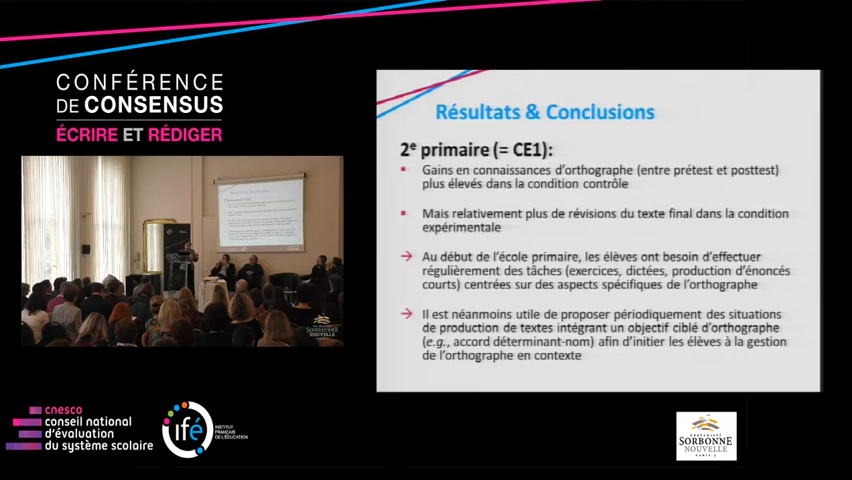 CONFÉRENCE
DE CONSENSUS
ÉCRIRE ET RÉDIGER
Résultats & Conclusions
2e primaire (= CE1):
▪ Gains en connaissances d'orthographe (entre prétest et posttest)
plus élevés dans la condition contrôle
▪ Mais relativement plus de révisions du texte final dans la condition
expérimentale
→ Au début de l'école primaire, les élèves ont besoin d'effectuer
régulièrement des tâches (exercices, dictées, production d'énoncés
courts) centrées sur des aspects spécifiques de l'orthographe
→ Il est néanmoins utile de proposer périodiquement des situations
de production de textes intégrant un objectif ciblé d'orthographe
(e.g., accord déterminant-nom) afin d'initier les élèves à la gestion
de l'orthographe en contexte
SORBONNE
NOUVELLE
cnesco
conseil national
d'évaluation
du système scolaire
ifé
INSTITUT
FRANÇAIS
DE L'ÉDUCATION
UNIVERSITÉ
SORBONNE
NOUVELLE
PARIS 3